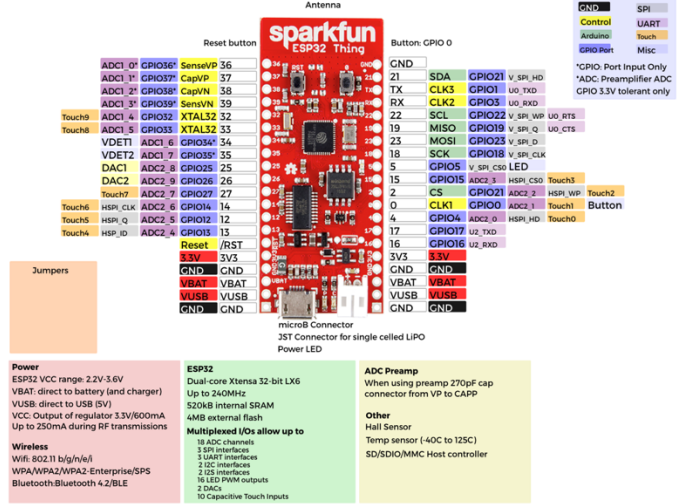 Antenna
GND SPI
Control UART
Arduino Touch
GPIO Port Misc
*GPIO: Port Input Only
*ADC: Preamplifier ADC
GPIO 3.3V tolerant only
Reset button
Button: GPIO 0
sparkfun
ESP32 Thing
ADC1_0* GPIO36* SenseVP 36
ADC1_1* GPIO37* CapVP 37
ADC1_2* GPIO38* CapVN 38
ADC1_3* GPIO39* SensVN 39
Touch9 ADC1_4 GPIO32 XTAL32 32
Touch8 ADC1_5 GPIO33 XTAL32 33
VDET1 ADC1_6 GPIO34* 34
VDET2 ADC1_7 GPIO35* 35
DAC1 ADC2_8 GPIO25 25
DAC2 ADC2_9 GPIO26 26
Touch7 ADC2_7 GPIO27 27
Touch6 HSPI_CLK ADC2_6 GPIO14 14
Touch5 HSPI_Q ADC2_5 GPIO12 12
Touch4 HSP_ID ADC2_4 GPIO13 13
Reset /RST
3.3V 3V3
GND GND
VBAT VBAT
VUSB VUSB
GND GND
GND
21 SDA GPIO21 V_SPI_HD
TX CLK3 GPIO1 U0_TXD
RX CLK2 GPIO3 U0_RXD
22 SCL GPIO22 V_SPI_WP U0_RTS
19 MISO GPIO19 V_SPI_Q U0_CTS
23 MOSI GPIO23 V_SPI_D
18 SCK GPIO18 V_SPI_CLK
5 GPIO5 V_SPI_CS0 LED
15 GPIO15 ADC2_3 HSPI_CS0 Touch3
2 CS GPIO21 ADC2_2 HSPI_WP Touch2
0 CLK1 GPIO0 ADC2_1 Touch1 Button
4 GPIO4 ADC2_0 HSPI_HD Touch0
17 GPIO17 U2_TXD
16 GPIO16 U2_RXD
3V3 3.3V
GND GND
VBAT VBAT
VUSB VUSB
GND GND
microB Connector
JST Connector for single celled LiPO
Power LED
Jumpers
Power
ESP32 VCC range: 2.2V-3.6V
VBAT: direct to battery (and charger)
VUSB: direct to USB (5V)
VCC: Output of regulator 3.3V/600mA
Up to 250mA during RF transmissions
Wireless
Wifi: 802.11 b/g/n/e/i
WPA/WPA2/WPA2-Enterprise/SPS
Bluetooth:Bluetooth 4.2/BLE
ESP32
Dual-core Xtensa 32-bit LX6
Up to 240MHz
520kB internal SRAM
4MB external flash
Multiplexed I/Os allow up to
18 ADC channels
3 SPI interfaces
3 UART interfaces
2 I2C interfaces
2 I2S interfaces
16 LED PWM outputs
2 DACs
10 Capacitive Touch Inputs
ADC Preamp
When using preamp 270pF cap
connector from VP to CAPP
Other
Hall Sensor
Temp sensor (-40C to 125C)
SD/SDIO/MMC Host controller